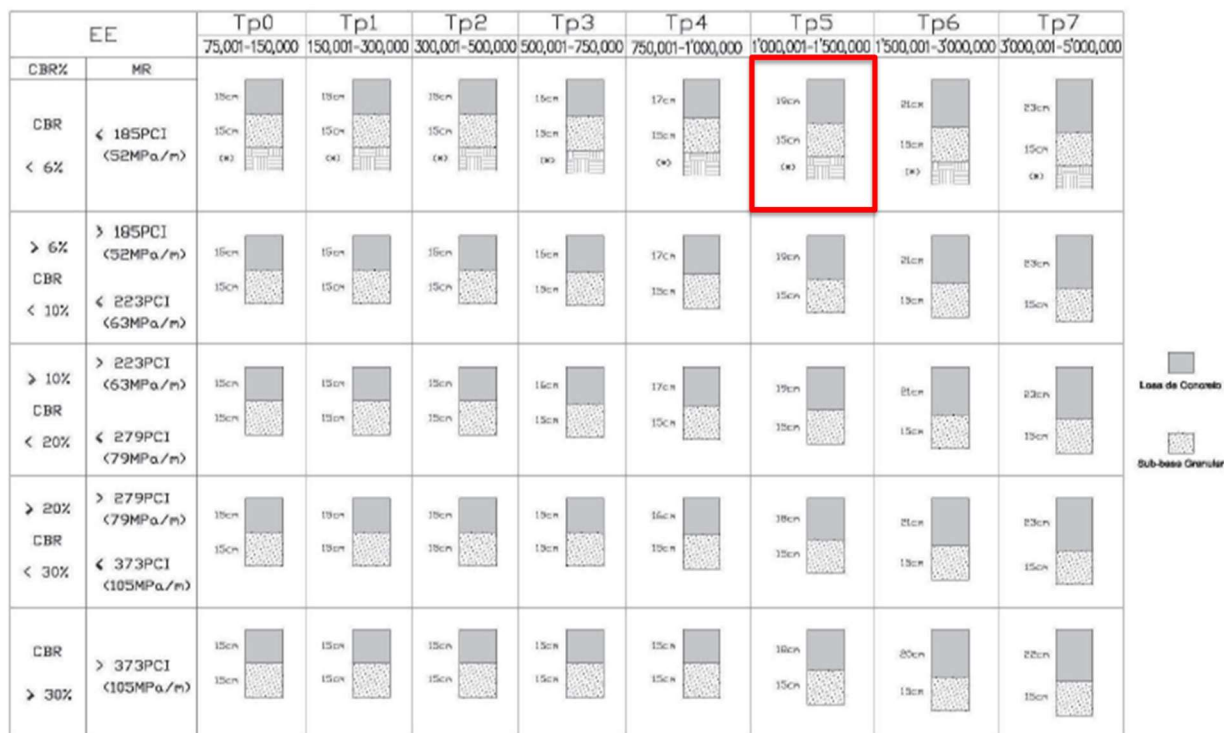 EE Tp0 Tp1 Tp2 Tp3 Tp4 Tp5 Tp6 Tp7
75,001-150,000 150,001-300,000 300,001-500,000 500,001-750,000 750,001-1'000,000 1'000,001-1'500,000 1'500,001-3'000,000 3'000,001-5'000,000
CBR% MR
15cm 15cm 15cm 16cm 17cm 19cm 21cm 23cm
CBR
< 6%
≤ 185PCI
(52MPa/m)
15cm 15cm 15cm 15cm 15cm 15cm 15cm 15cm
(*) (*) (*) (*) (*) (*) (*) (*)
≥ 6%
CBR
< 10%
> 185PCI
(52MPa/m)
≤ 223PCI
(63MPa/m)
15cm 15cm 15cm 16cm 17cm 19cm 21cm 23cm
15cm 15cm 15cm 15cm 15cm 15cm 15cm 15cm
≥ 10%
CBR
< 20%
> 223PCI
(63MPa/m)
≤ 279PCI
(79MPa/m)
15cm 15cm 15cm 16cm 17cm 19cm 21cm 23cm
15cm 15cm 15cm 15cm 15cm 15cm 15cm 15cm
Losa de Concreto
Sub-base Granular
≥ 20%
CBR
< 30%
> 279PCI
(79MPa/m)
≤ 373PCI
(105MPa/m)
15cm 15cm 15cm 15cm 16cm 18cm 21cm 23cm
15cm 15cm 15cm 15cm 15cm 15cm 15cm 15cm
CBR
≥ 30%
> 373PCI
(105MPa/m)
15cm 15cm 15cm 15cm 15cm 18cm 20cm 22cm
15cm 15cm 15cm 15cm 15cm 15cm 15cm 15cm